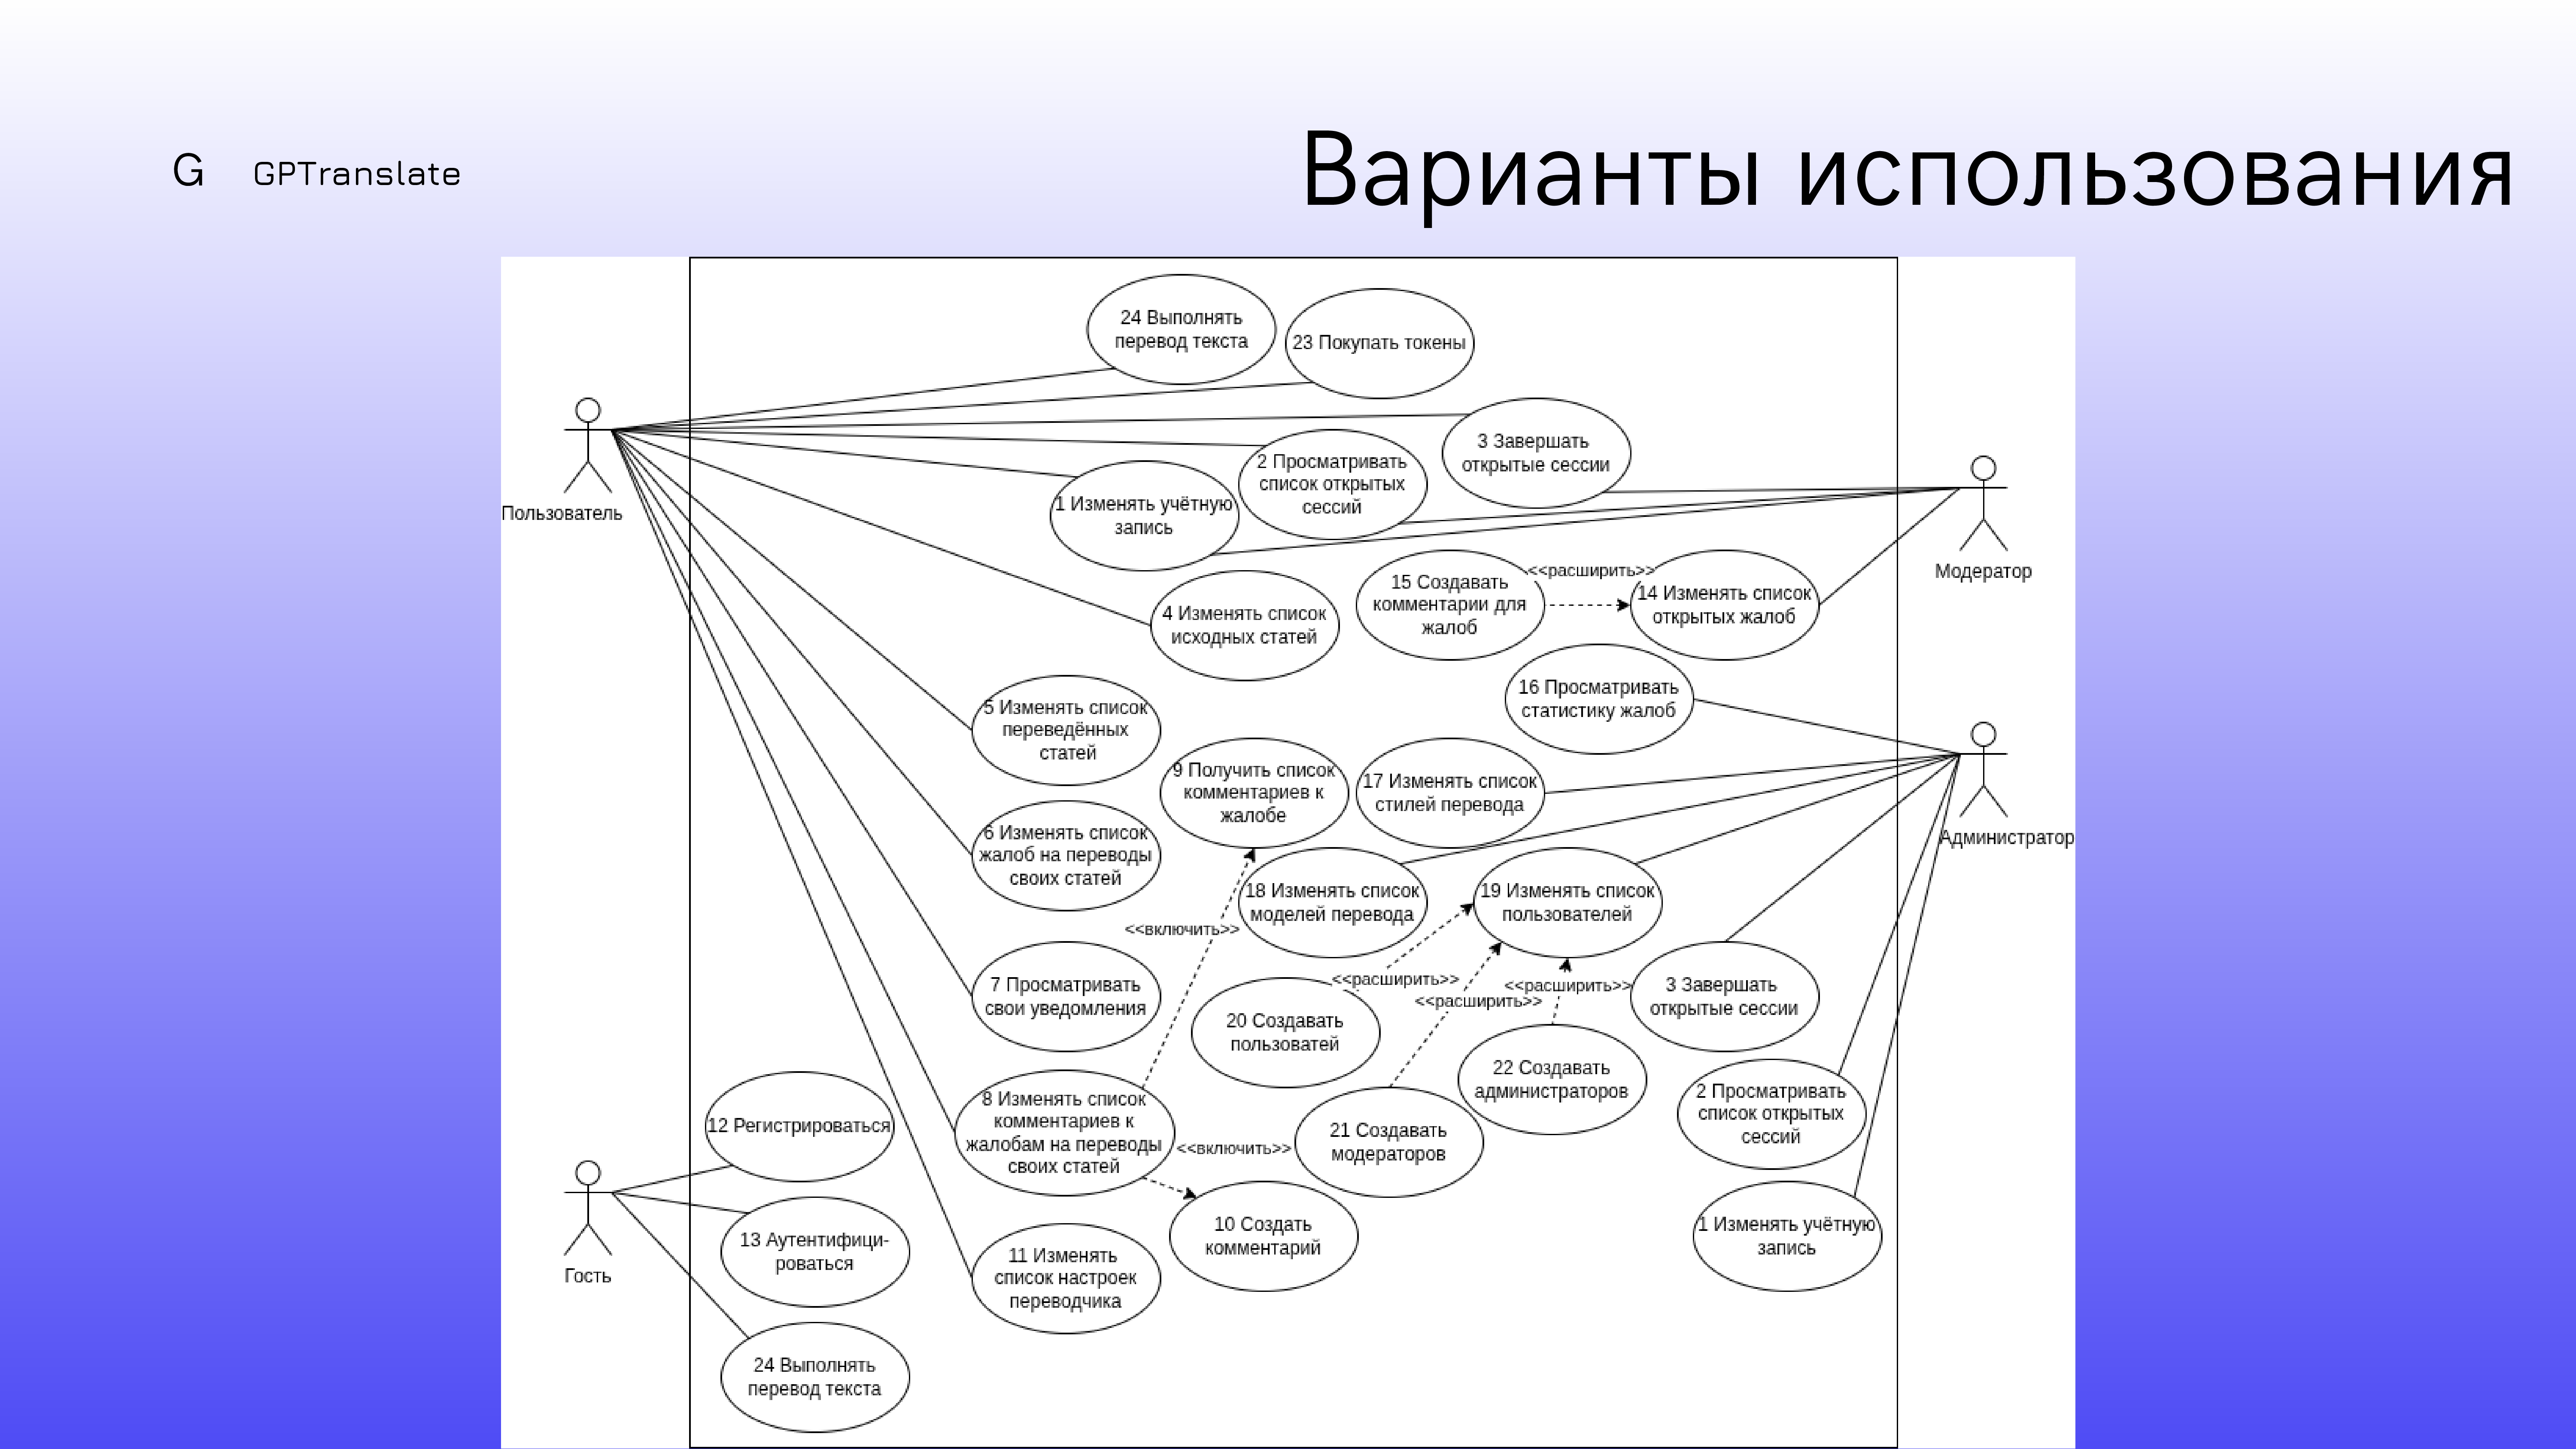 G GPTranslate
Варианты использования
24 Выполнять
перевод текста
23 Покупать токены
Пользователь
3 Завершать
открытые сессии
2 Просматривать
список открытых
сессий
1 Изменять учётную
запись
Модератор
15 Создавать
комментарии для
жалоб
<<расширить>>
14 Изменять список
открытых жалоб
4 Изменять список
исходных статей
16 Просматривать
статистику жалоб
5 Изменять список
переведённых
статей
9 Получить список
комментариев к
жалобе
17 Изменять список
стилей перевода
Администратор
6 Изменять список
жалоб на переводы
своих статей
18 Изменять список
моделей перевода
19 Изменять список
пользователей
<<включить>>
<<расширить>>
<<расширить>>
<<расширить>>
7 Просматривать
свои уведомления
3 Завершать
открытые сессии
20 Создавать
пользоватей
22 Создавать
администраторов
2 Просматривать
список открытых
сессий
12 Регистрироваться
8 Изменять список
комментариев к
жалобам на переводы
своих статей
<<включить>>
21 Создавать
модераторов
Гость
13 Аутентифици-
роваться
10 Создать
комментарий
1 Изменять учётную
запись
11 Изменять
список настроек
переводчика
24 Выполнять
перевод текста